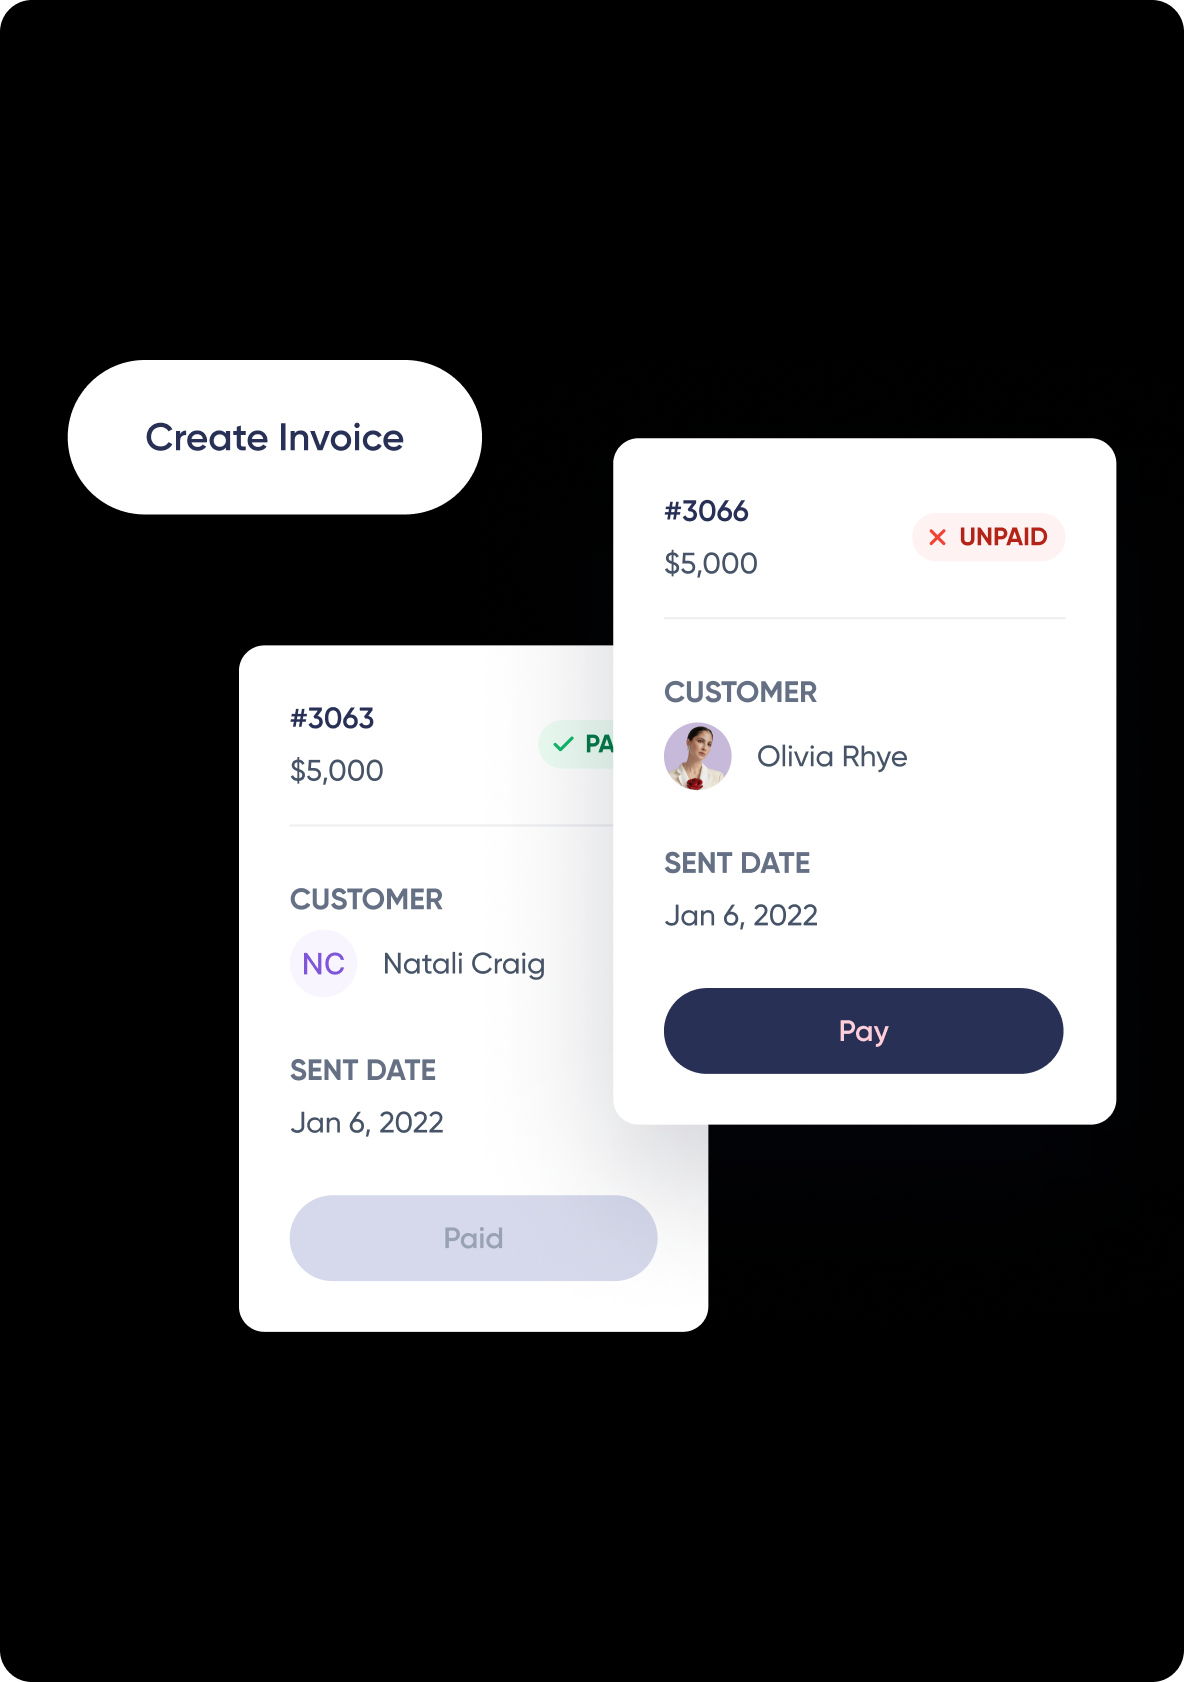 Create Invoice
#3066
$5,000
UNPAID
CUSTOMER
Olivia Rhye
SENT DATE
Jan 6, 2022
Pay
#3063
$5,000
CUSTOMER
NC
Natali Craig
SENT DATE
Jan 6, 2022
Paid